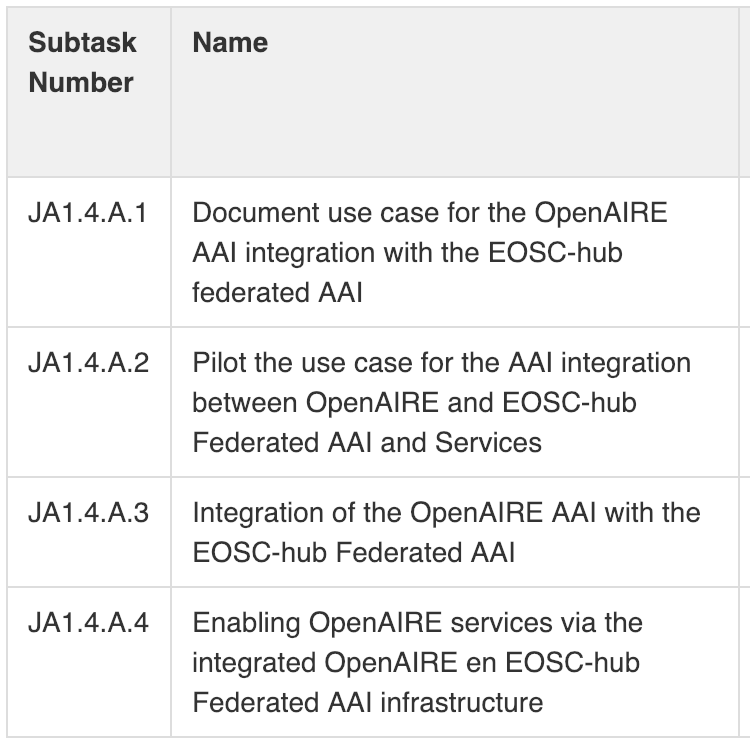 Subtask
Number
Name
JA1.4.A.1
Document use case for the OpenAIRE
AAI integration with the EOSC-hub
federated AAI
JA1.4.A.2
Pilot the use case for the AAI integration
between OpenAIRE and EOSC-hub
Federated AAI and Services
JA1.4.A.3
Integration of the OpenAIRE AAI with the
EOSC-hub Federated AAI
JA1.4.A.4
Enabling OpenAIRE services via the
integrated OpenAIRE en EOSC-hub
Federated AAI infrastructure